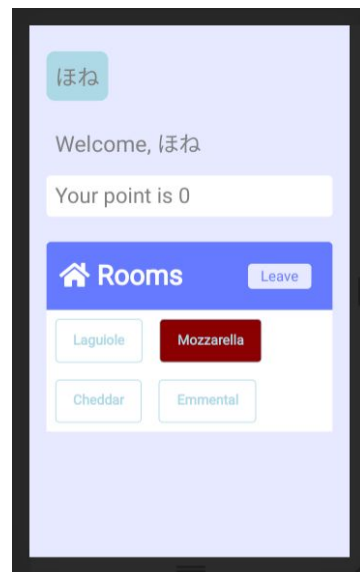 ほね
Welcome, ほね
Your point is 0
Rooms Leave
Laguiole Mozzarella
Cheddar Emmental